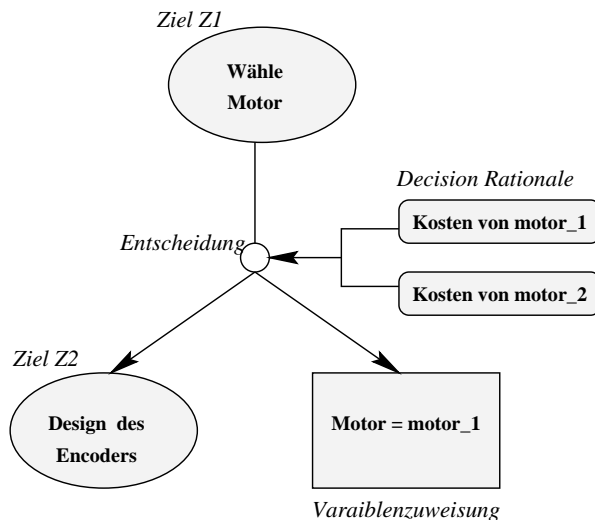 Ziel Z1
Wähle
Motor
Decision Rationale
Kosten von motor_1
Entscheidung
Kosten von motor_2
Ziel Z2
Design des
Encoders
Motor = motor_1
Varaiblenzuweisung